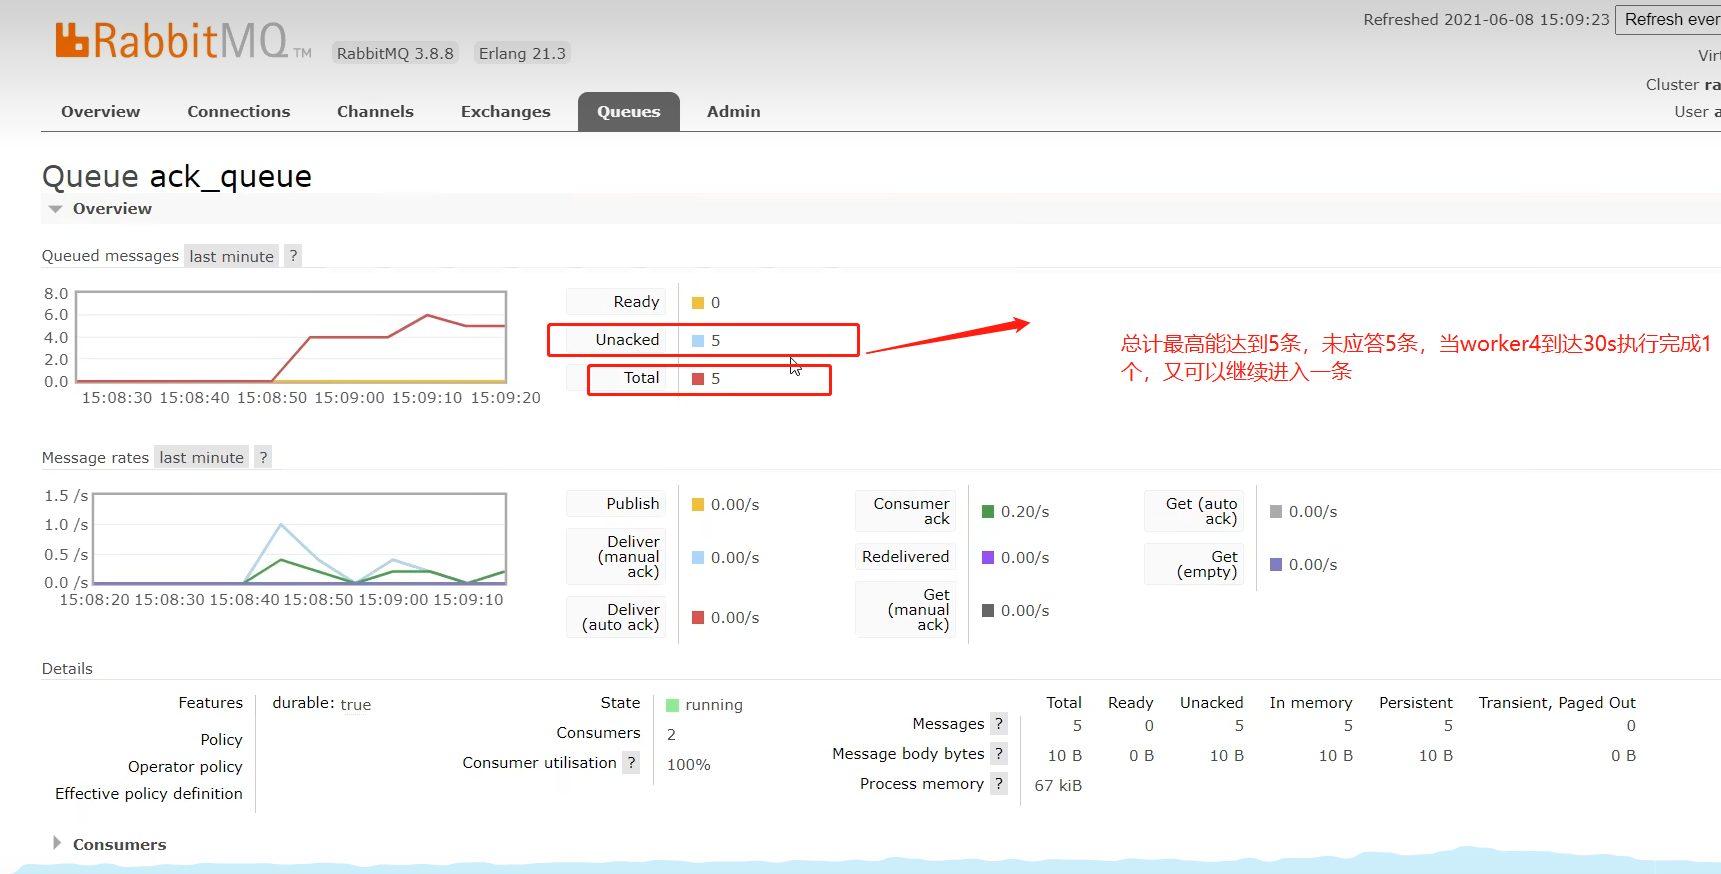 RabbitMQ TM
RabbitMQ 3.8.8
Erlang 21.3
Refreshed 2021-06-08 15:09:23
Refresh ever
Virt
Cluster ra
User a
Overview
Connections
Channels
Exchanges
Queues
Admin
Queue ack_queue
Overview
Queued messages last minute ?
8.0
6.0
4.0
2.0
0.0
15:08:30 15:08:40 15:08:50 15:09:00 15:09:10 15:09:20
Ready 0
Unacked 5
Total 5
总计最高能达到5条，未应答5条，当worker4到达30s执行完成1
个，又可以继续进入一条
Message rates last minute ?
1.5 /s
1.0 /s
0.5 /s
0.0 /s
15:08:20 15:08:30 15:08:40 15:08:50 15:09:00 15:09:10
Publish 0.00/s
Deliver
(manual 0.00/s
ack)
Deliver
(auto ack) 0.00/s
Consumer
ack 0.20/s
Redelivered 0.00/s
Get
(manual 0.00/s
ack)
Get (auto
ack) 0.00/s
Get
(empty) 0.00/s
Details
Features durable: true
Policy
Operator policy
Effective policy definition
State running
Consumers 2
Consumer utilisation ? 100%
Total Ready Unacked In memory Persistent Transient, Paged Out
Messages ? 5 0 5 5 5 0
Message body bytes ? 10 B 0 B 10 B 10 B 10 B 0 B
Process memory ? 67 kiB
Consumers